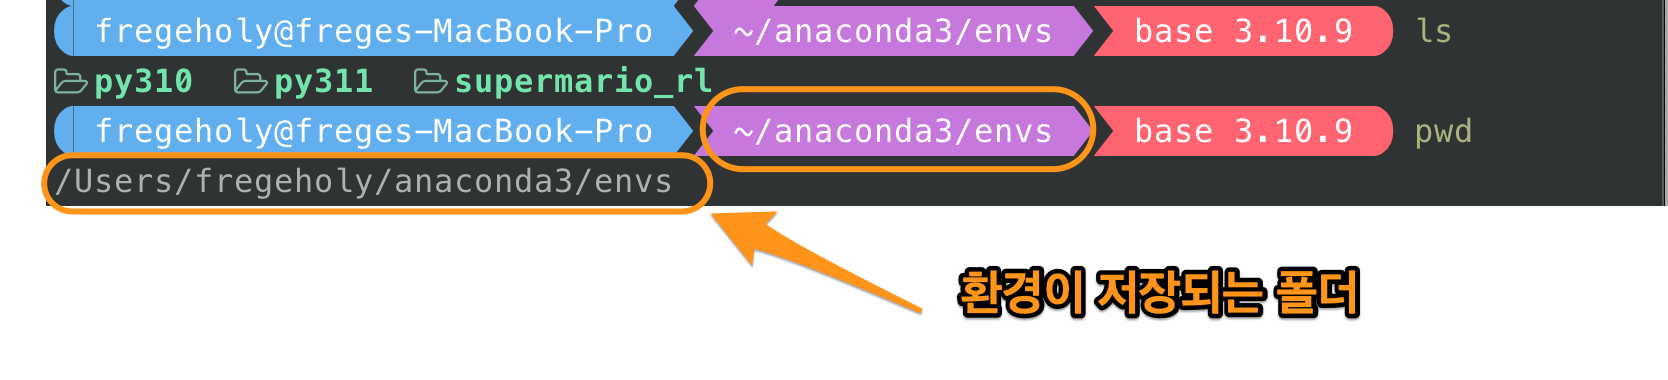 fregeholy@freges-MacBook-Pro ~/anaconda3/envs base 3.10.9 ls
py310 py311 supermario_rl
fregeholy@freges-MacBook-Pro ~/anaconda3/envs base 3.10.9 pwd
/Users/fregeholy/anaconda3/envs
환경이 저장되는 폴더